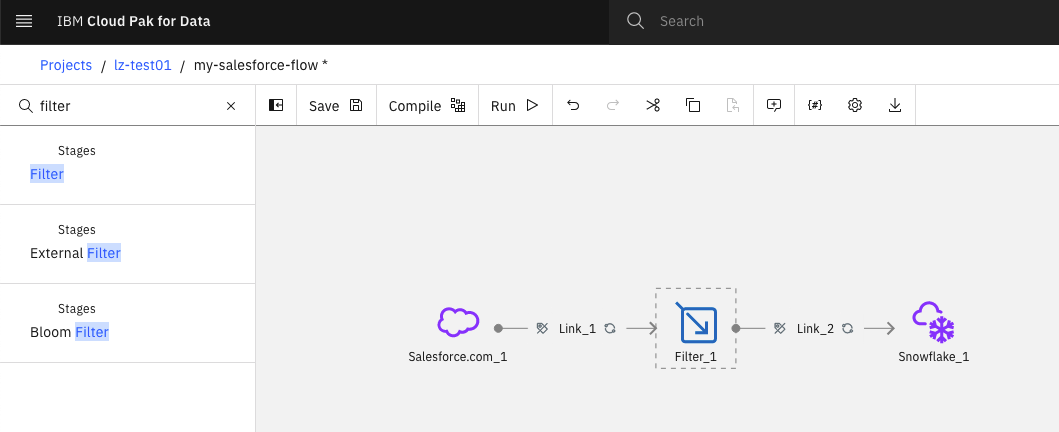 IBM Cloud Pak for Data
Search
Projects / lz-test01 / my-salesforce-flow *
filter
Save
Compile
Run
{#}
Stages
Filter
Stages
External Filter
Stages
Bloom Filter
Link_1
Link_2
Salesforce.com_1
Filter_1
Snowflake_1